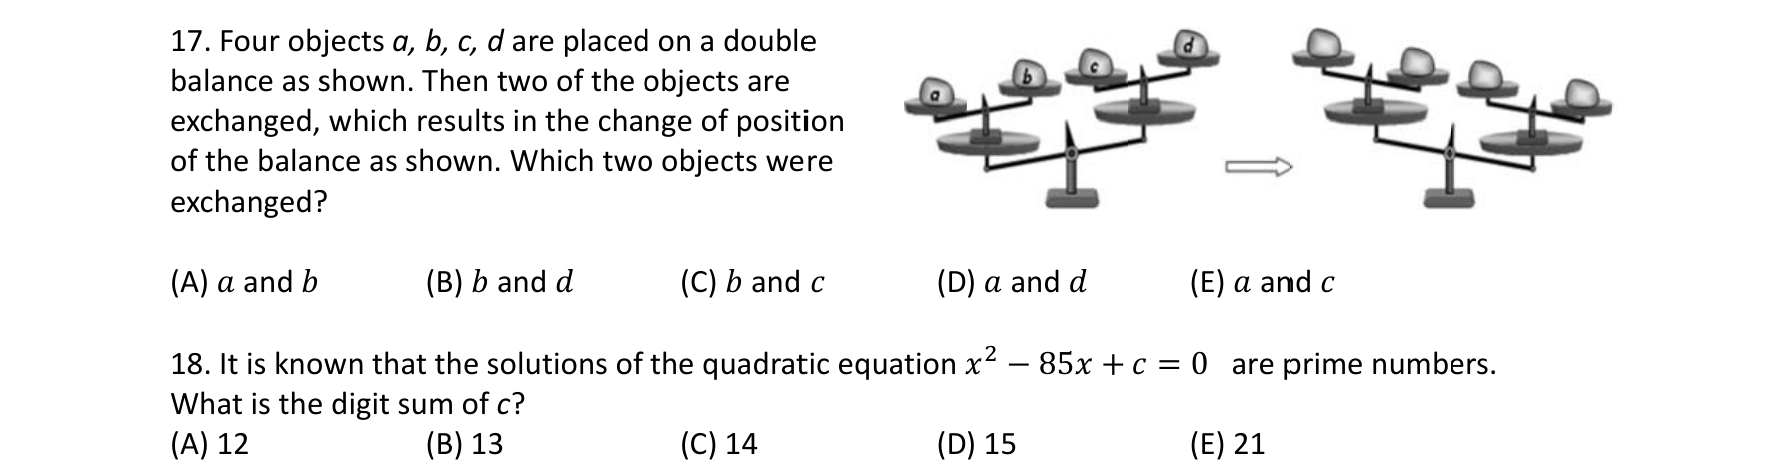 17. Four objects a, b, c, d are placed on a double
balance as shown. Then two of the objects are
exchanged, which results in the change of position
of the balance as shown. Which two objects were
exchanged?
a
b
c
d
(A) a and b (B) b and d (C) b and c (D) a and d (E) a and c
18. It is known that the solutions of the quadratic equation x² − 85x + c = 0 are prime numbers.
What is the digit sum of c?
(A) 12 (B) 13 (C) 14 (D) 15 (E) 21